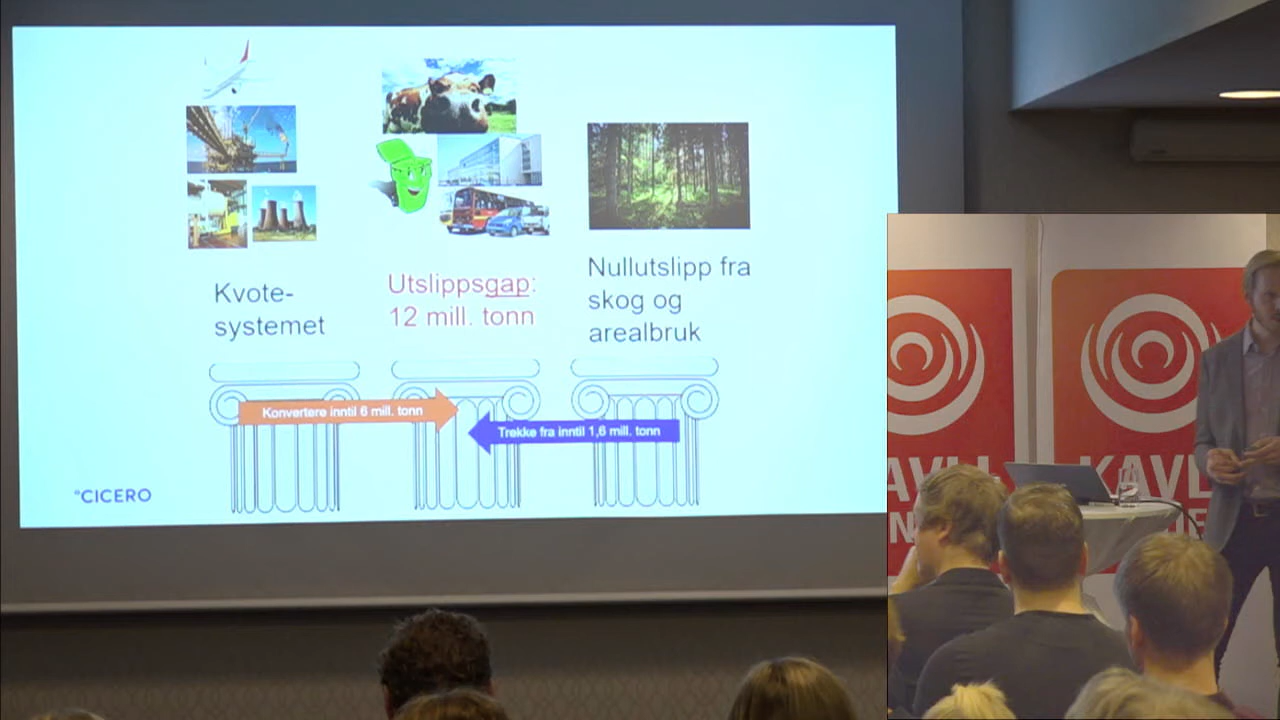 Kvote-
systemet
Utslippsgap:
12 mill. tonn
Nullutslipp fra
skog og
arealbruk
Konvertere inntil 6 mill. tonn
Trekke fra inntil 1,6 mill. tonn
°CICERO
KAVLI